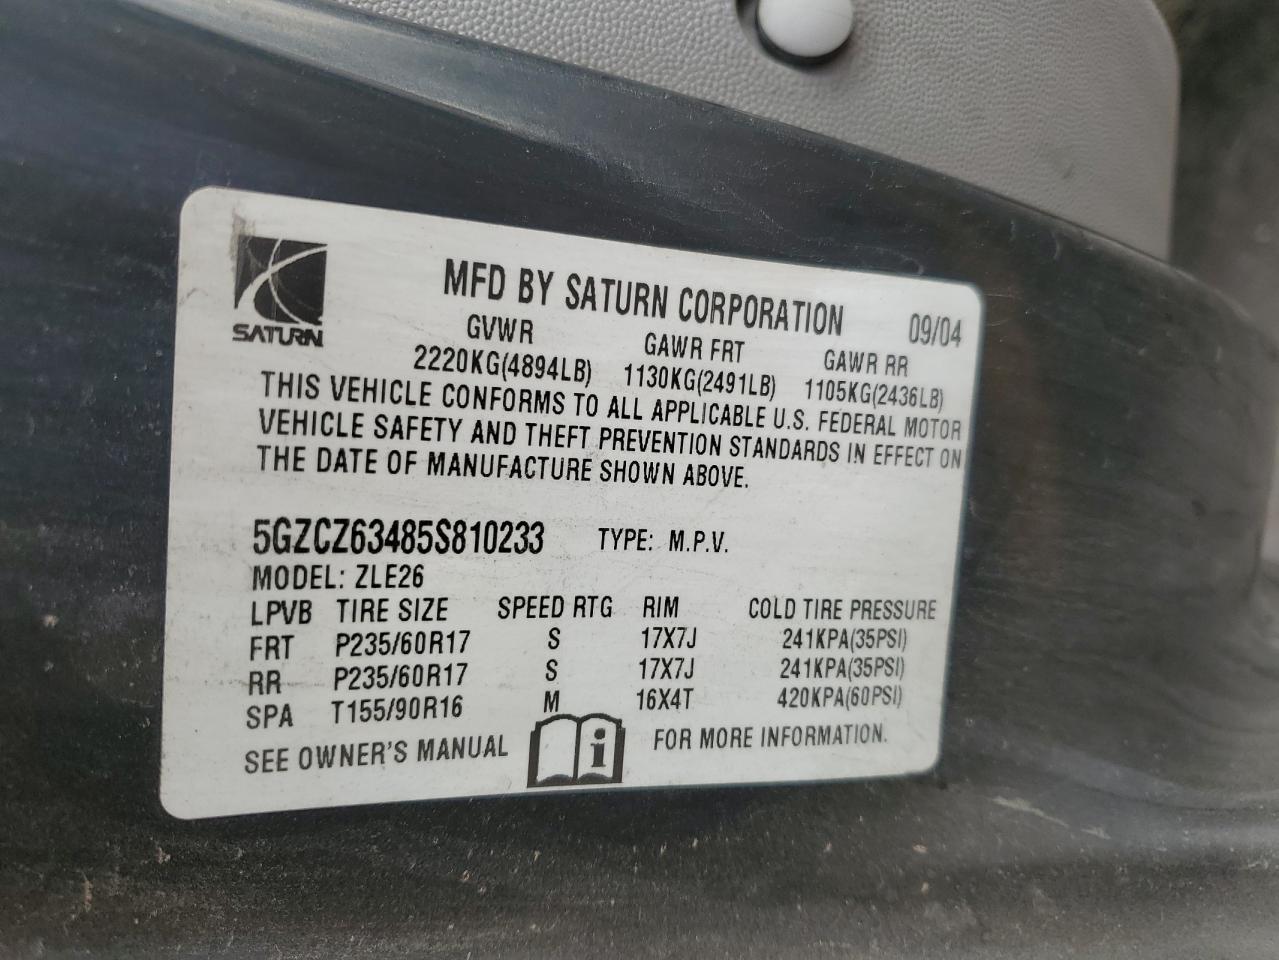 SATURN
MFD BY SATURN CORPORATION 09/04
GVWR GAWR FRT GAWR RR
2220KG(4894LB) 1130KG(2491LB) 1105KG(2436LB)
THIS VEHICLE CONFORMS TO ALL APPLICABLE U.S. FEDERAL MOTOR
VEHICLE SAFETY AND THEFT PREVENTION STANDARDS IN EFFECT ON
THE DATE OF MANUFACTURE SHOWN ABOVE.
5GZCZ63485S810233 TYPE: M.P.V.
MODEL: ZLE26
LPVB TIRE SIZE SPEED RTG RIM COLD TIRE PRESSURE
FRT P235/60R17 S 17X7J 241KPA(35PSI)
RR P235/60R17 S 17X7J 241KPA(35PSI)
SPA T155/90R16 M 16X4T 420KPA(60PSI)
SEE OWNER'S MANUAL i FOR MORE INFORMATION.